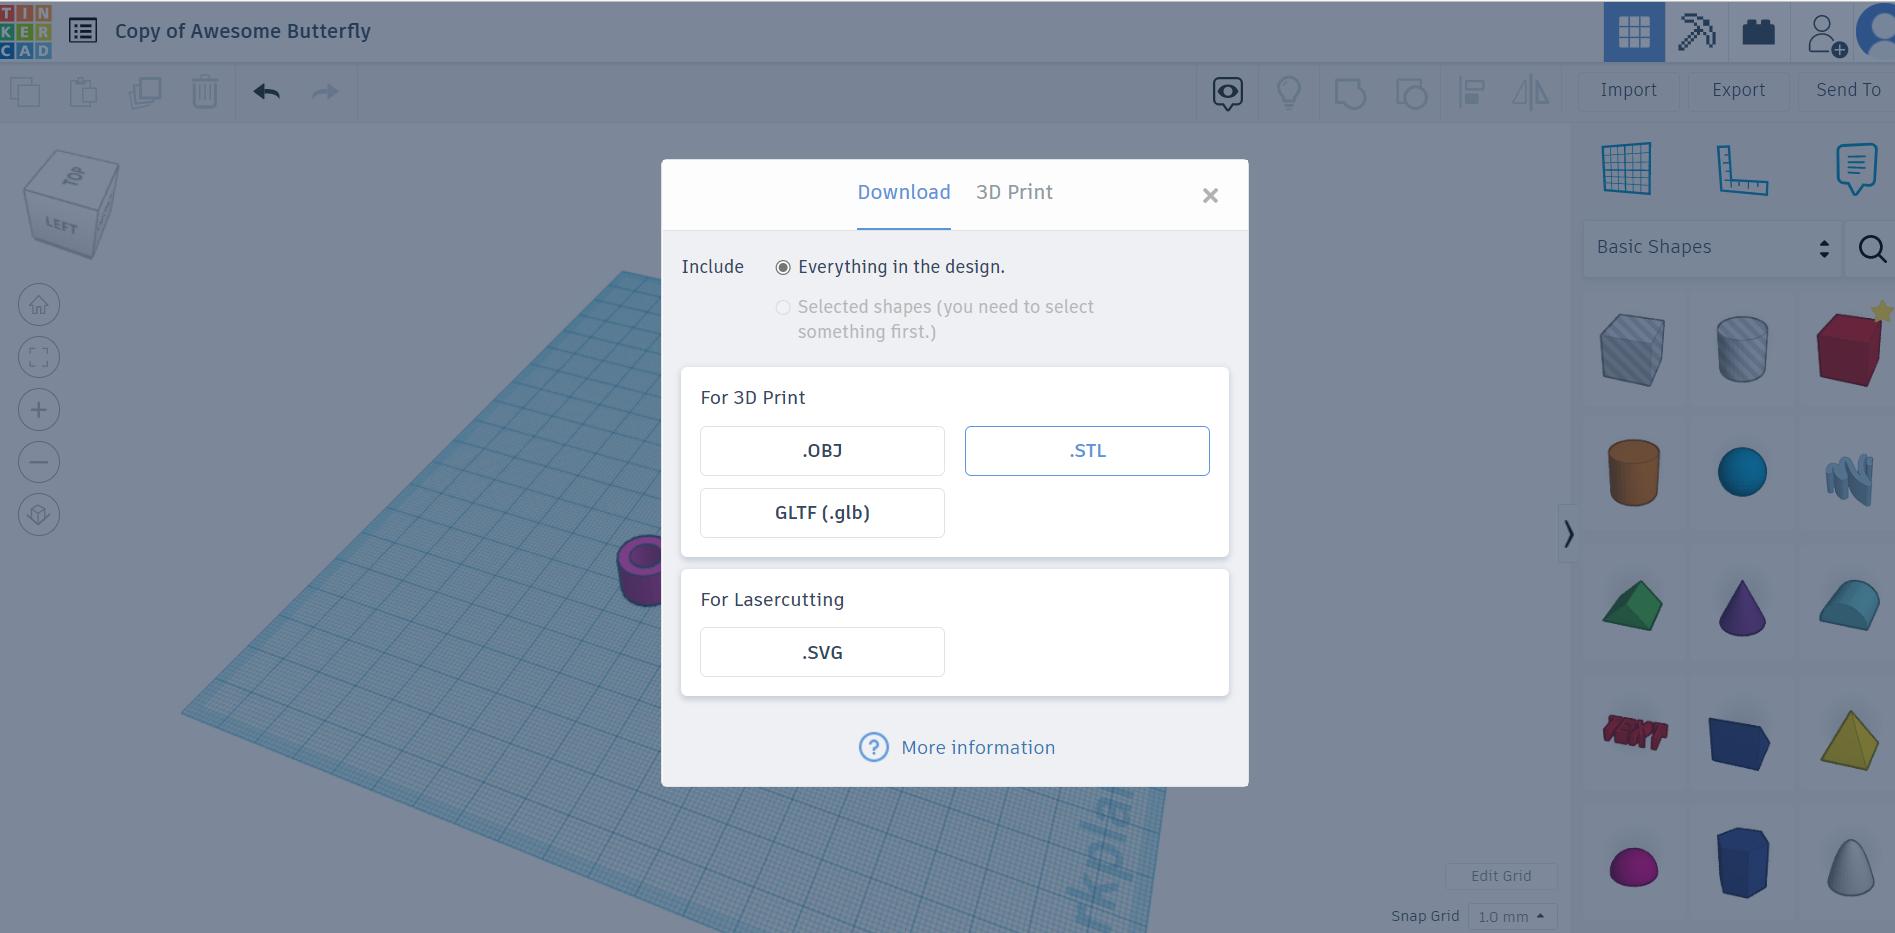 TIN
KER
CAD
Copy of Awesome Butterfly
Import
Export
Send To
TOP
LEFT
Download
3D Print
Include
Everything in the design.
Selected shapes (you need to select
something first.)
For 3D Print
.OBJ
.STL
GLTF (.glb)
For Lasercutting
.SVG
? More information
Basic Shapes
TEXT
rkplan
Edit Grid
Snap Grid
1.0 mm